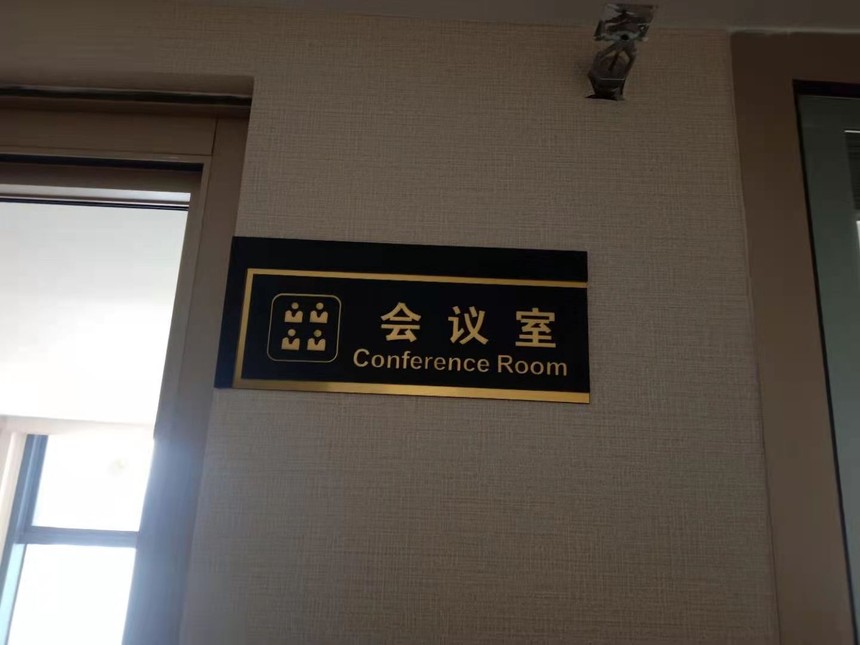 会议室
Conference Room